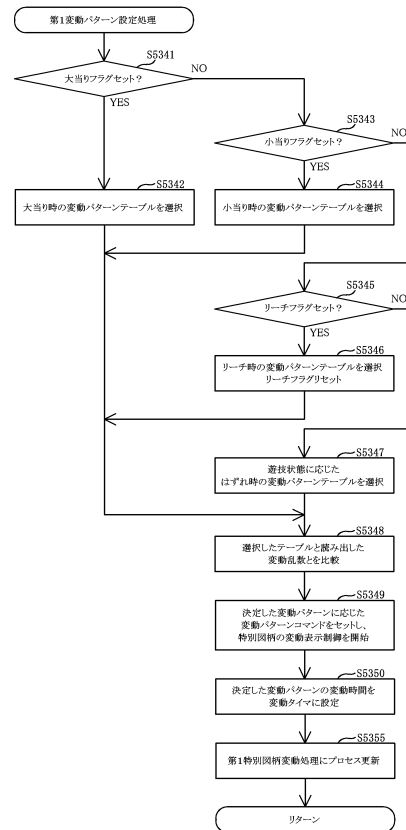 第1変動パターン設定処理
S5341
大当りフラグセット?
NO
YES
S5343
小当りフラグセット?
NO
YES
S5342
大当り時の変動パターンテーブルを選択
S5344
小当り時の変動パターンテーブルを選択
S5345
リーチフラグセット?
NO
YES
S5346
リーチ時の変動パターンテーブルを選択
リーチフラグリセット
S5347
遊技状態に応じた
はずれ時の変動パターンテーブルを選択
S5348
選択したテーブルと読み出した
変動乱数とを比較
S5349
決定した変動パターンに応じた
変動パターンコマンドをセットし、
特別図柄の変動表示制御を開始
S5350
決定した変動パターンの変動時間を
変動タイマに設定
S5355
第1特別図柄変動処理にプロセス更新
リターン